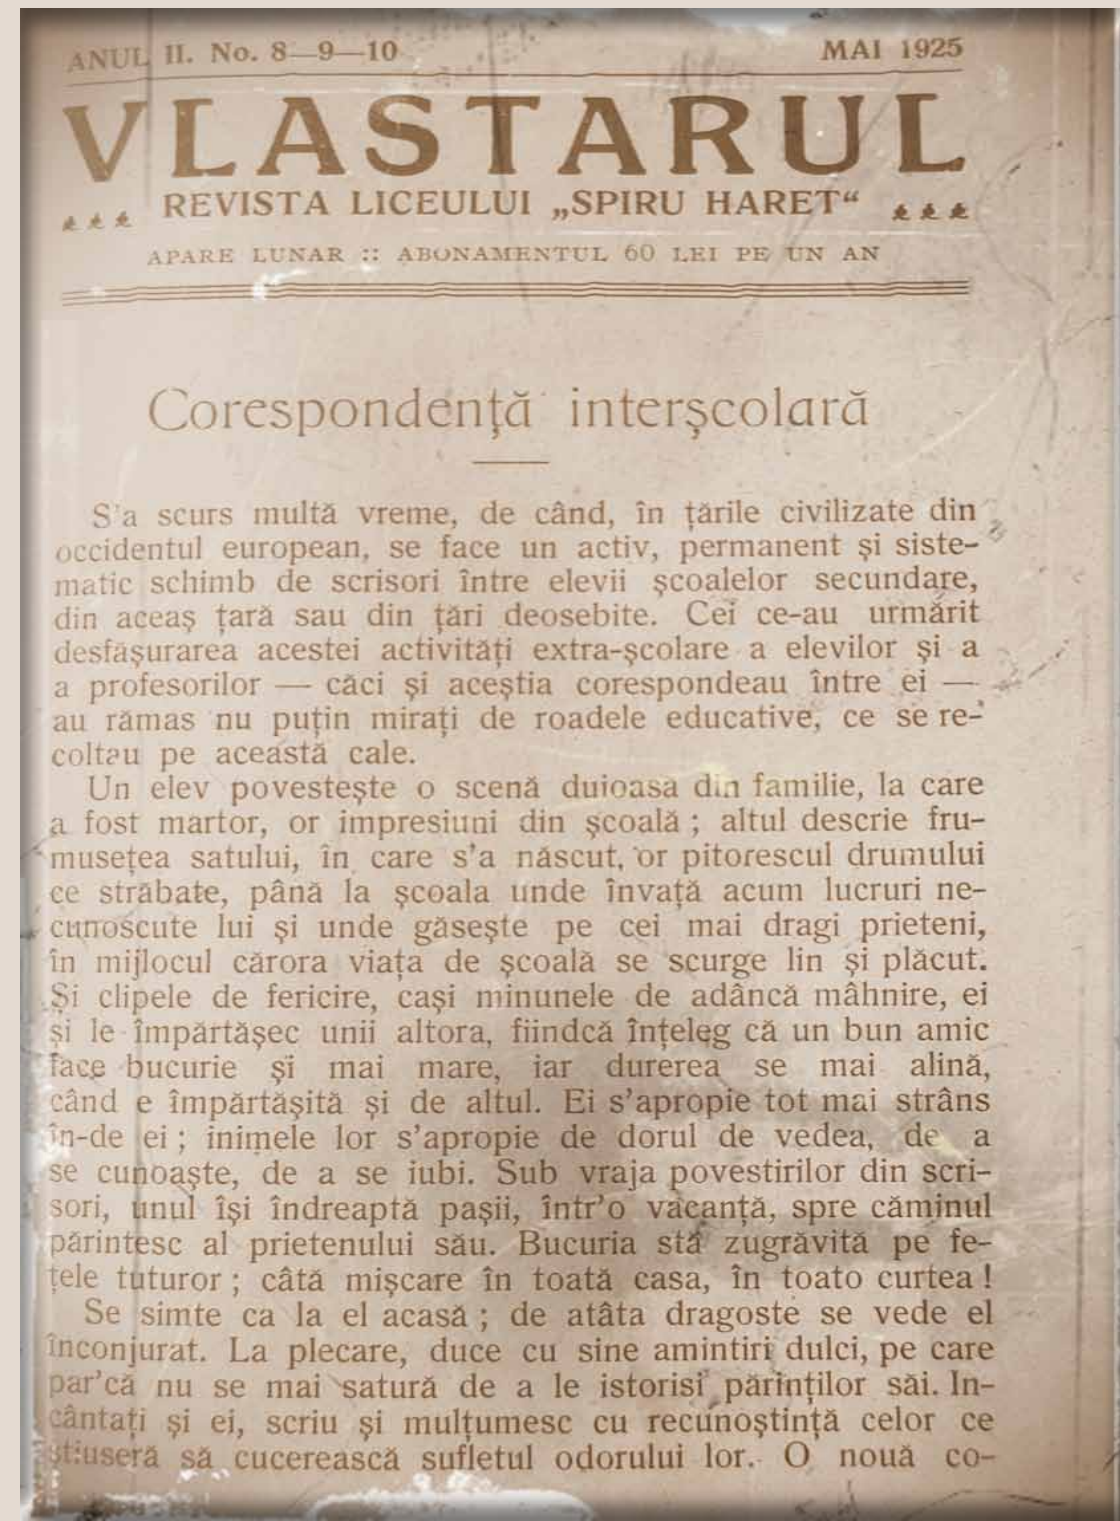 ANUL II. No. 8—9—10 MAI 1925
VLASTARUL
REVISTA LICEULUI „SPIRU HARET“
APARE LUNAR :: ABONAMENTUL 60 LEI PE UN AN
Corespondenţă interşcolară
S'a scurs multă vreme, de când, în ţările civilizate din
occidentul european, se face un activ, permanent şi siste-
matic schimb de scrisori între elevii şcoalelor secundare,
din aceaş ţară sau din ţări deosebite. Cei ce-au urmărit
desfăşurarea acestei activităţi extra-şcolare a elevilor şi a
a profesorilor — căci şi aceştia corespondeau între ei —
au rămas nu puţin miraţi de roadele educative, ce se re-
coltau pe această cale.
Un elev povesteşte o scenă duioasa din familie, la care
a fost martor, or impresiuni din şcoală ; altul descrie fru-
museţea satului, în care s'a născut, or pitorescul drumului
ce străbate, până la şcoala unde învaţă acum lucruri ne-
cunoscute lui şi unde găseşte pe cei mai dragi prieteni,
în mijlocul cărora viaţa de şcoală se scurge lin şi plăcut.
Şi clipele de fericire, caşi minunele de adâncă mâhnire, ei
şi le împărtăşec unii altora, fiindcă înţeleg că un bun amic
face bucurie şi mai mare, iar durerea se mai alină,
când e împărtăşită şi de altul. Ei s'apropie tot mai strâns
în-de ei ; inimele lor s'apropie de dorul de vedea, de a
se cunoaşte, de a se iubi. Sub vraja povestirilor din scri-
sori, unul îşi îndreaptă paşii, într'o vacanţă, spre căminul
părintesc al prietenului său. Bucuria stă zugrăvită pe fe-
ţele tuturor ; câtă mişcare în toată casa, în toato curtea !
Se simte ca la el acasă ; de atâta dragoste se vede el
înconjurat. La plecare, duce cu sine amintiri dulci, pe care
par'că nu se mai satură de a le istorisi părinţilor săi. In-
cântaţi şi ei, scriu şi mulţumesc cu recunoştinţă celor ce
ştiuseră să cucerească sufletul odorului lor. O nouă co-